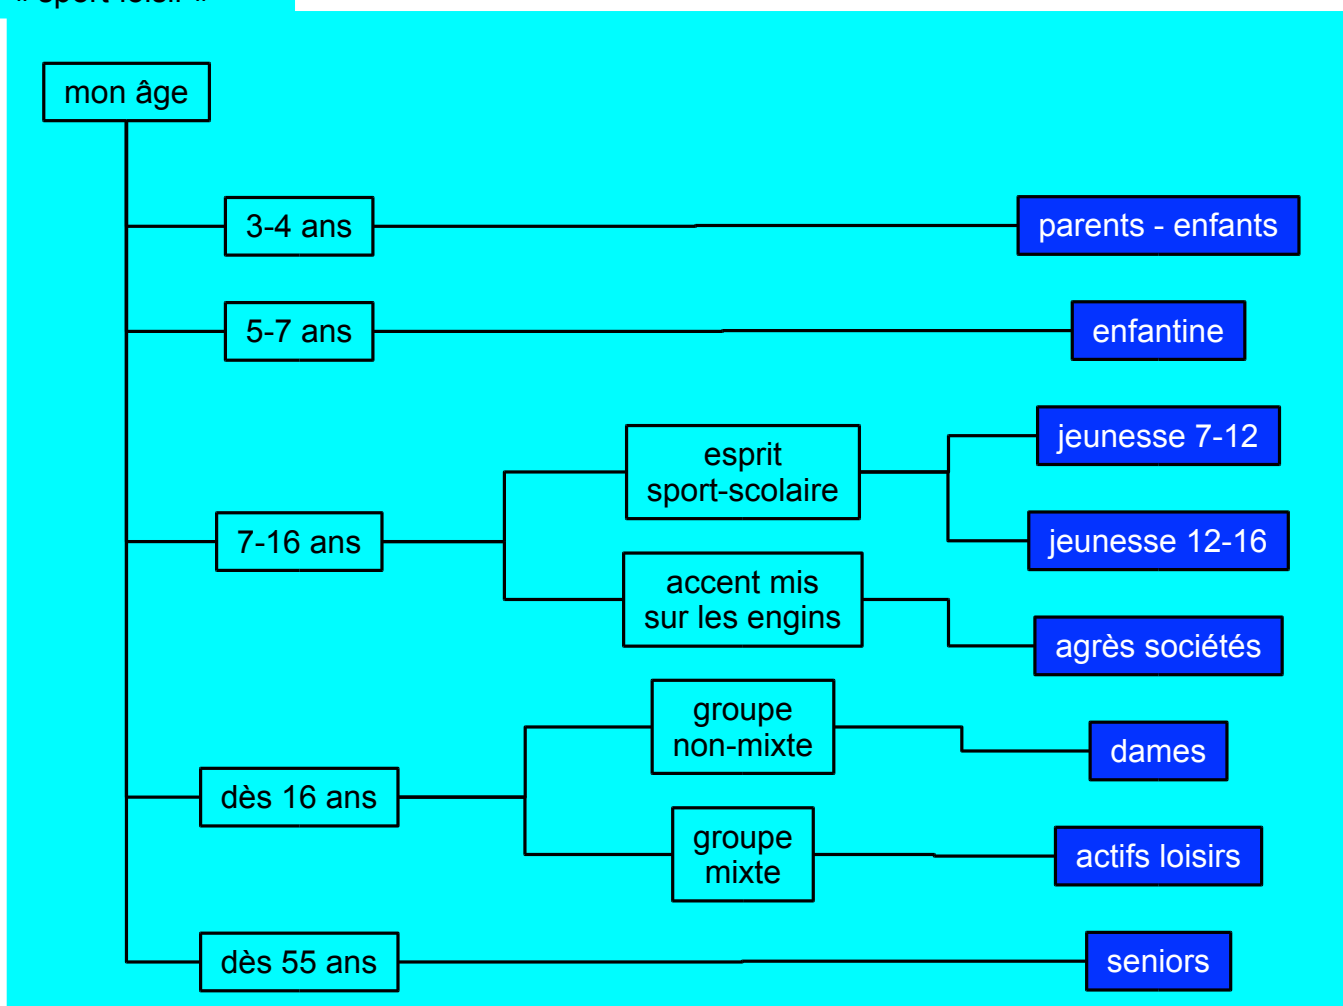 « sport-loisir «
mon âge
3-4 ans
parents - enfants
5-7 ans
enfantine
7-16 ans
esprit
sport-scolaire
jeunesse 7-12
jeunesse 12-16
accent mis
sur les engins
agrès sociétés
dès 16 ans
groupe
non-mixte
dames
groupe
mixte
actifs loisirs
dès 55 ans
seniors